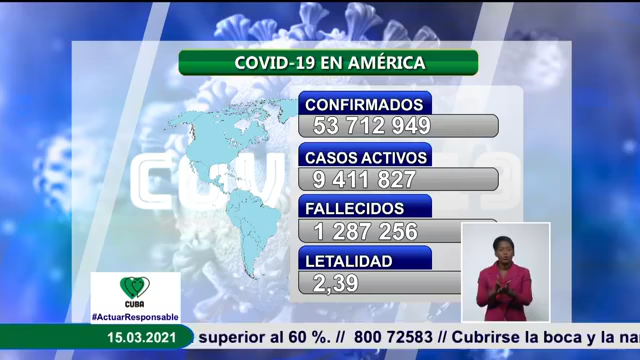 COVID-19 EN AMÉRICA
CONFIRMADOS
53 712 949
CASOS ACTIVOS
9 411 827
FALLECIDOS
1 287 256
LETALIDAD
2,39
CUBA
#ActuarResponsable
15.03.2021 superior al 60 %. // 800 72583 // Cubrirse la boca y la na